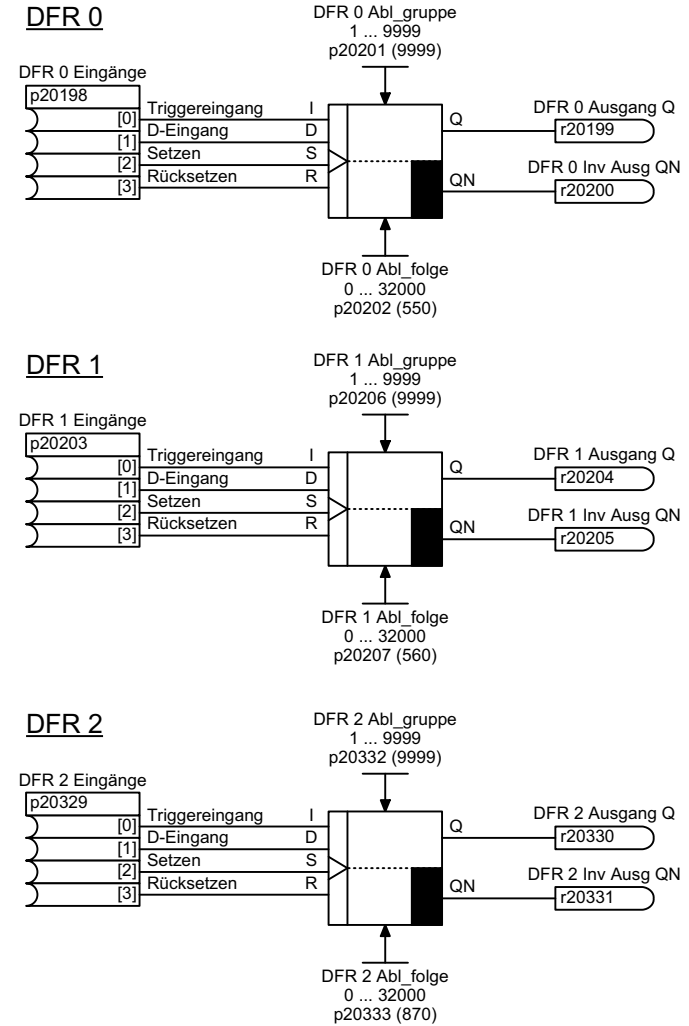 DFR 0
DFR 0 Abl_gruppe
1 ... 9999
p20201 (9999)
DFR 0 Eingänge
p20198
[0] Triggereingang I
[1] D-Eingang D
[2] Setzen S
[3] Rücksetzen R
Q
DFR 0 Ausgang Q
r20199
QN
DFR 0 Inv Ausg QN
r20200
DFR 0 Abl_folge
0 ... 32000
p20202 (550)
DFR 1
DFR 1 Abl_gruppe
1 ... 9999
p20206 (9999)
DFR 1 Eingänge
p20203
[0] Triggereingang I
[1] D-Eingang D
[2] Setzen S
[3] Rücksetzen R
Q
DFR 1 Ausgang Q
r20204
QN
DFR 1 Inv Ausg QN
r20205
DFR 1 Abl_folge
0 ... 32000
p20207 (560)
DFR 2
DFR 2 Abl_gruppe
1 ... 9999
p20332 (9999)
DFR 2 Eingänge
p20329
[0] Triggereingang I
[1] D-Eingang D
[2] Setzen S
[3] Rücksetzen R
Q
DFR 2 Ausgang Q
r20330
QN
DFR 2 Inv Ausg QN
r20331
DFR 2 Abl_folge
0 ... 32000
p20333 (870)